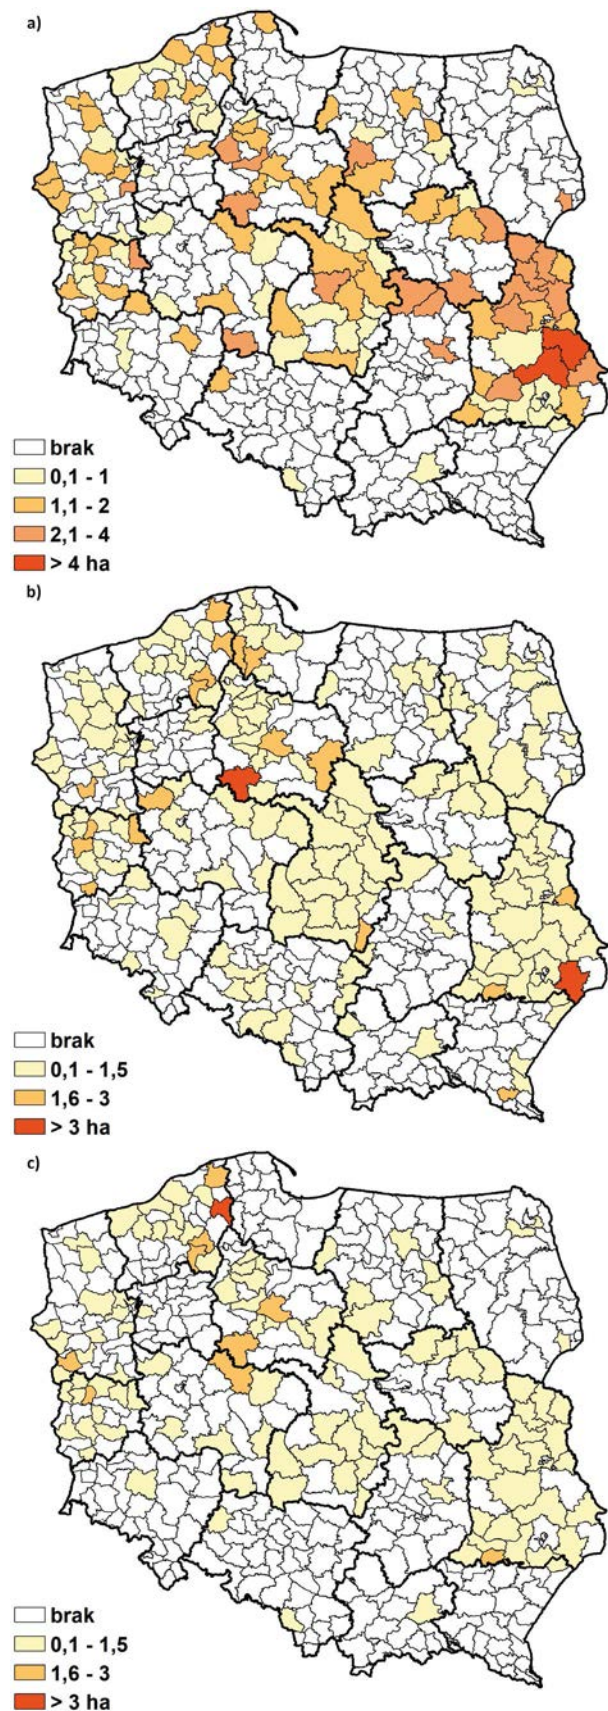 a)
brak
0,1 - 1
1,1 - 2
2,1 - 4
> 4 ha
b)
brak
0,1 - 1,5
1,6 - 3
> 3 ha
c)
brak
0,1 - 1,5
1,6 - 3
> 3 ha